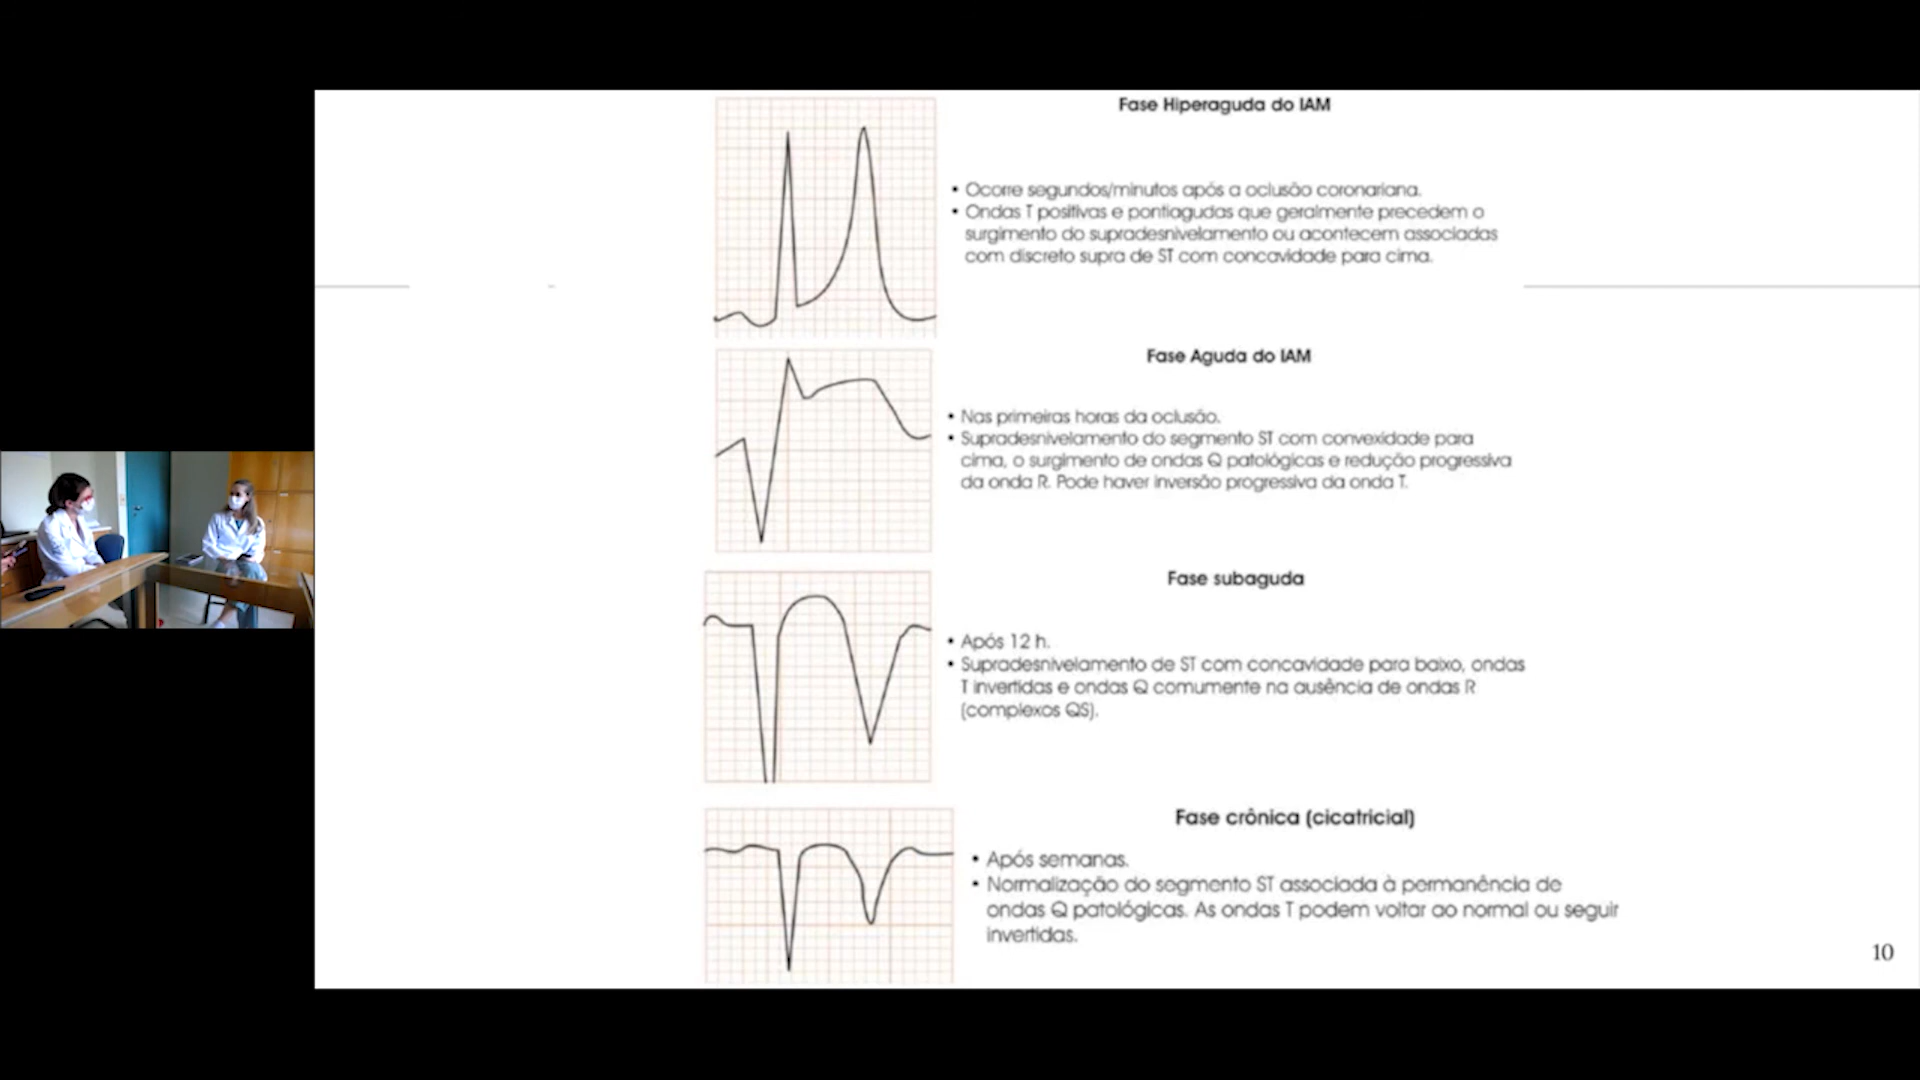 Fase Hiperaguda do IAM
• Ocorre segundos/minutos após a oclusão coronariana.
• Ondas T positivas e pontiagudas que geralmente precedem o
surgimento do supradesnivelamento ou acontecem associadas
com discreto supra de ST com concavidade para cima.
Fase Aguda do IAM
• Nas primeiras horas da oclusão.
• Supradesnivelamento do segmento ST com convexidade para
cima, o surgimento de ondas Q patológicas e redução progressiva
da onda R. Pode haver inversão progressiva da onda T.
Fase subaguda
• Após 12 h.
• Supradesnivelamento de ST com concavidade para baixo, ondas
T invertidas e ondas Q comumente na ausência de ondas R
(complexos QS).
Fase crônica (cicatricial)
• Após semanas.
• Normalização do segmento ST associada à permanência de
ondas Q patológicas. As ondas T podem voltar ao normal ou seguir
invertidas.
10